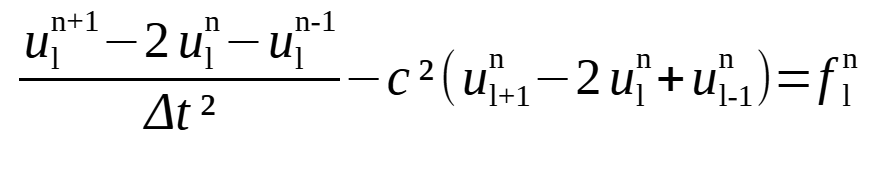 (u_l^{n+1} − 2 u_l^n − u_l^{n-1}) / Δt² − c² (u_{l+1}^n − 2 u_l^n + u_{l-1}^n) = f_l^n